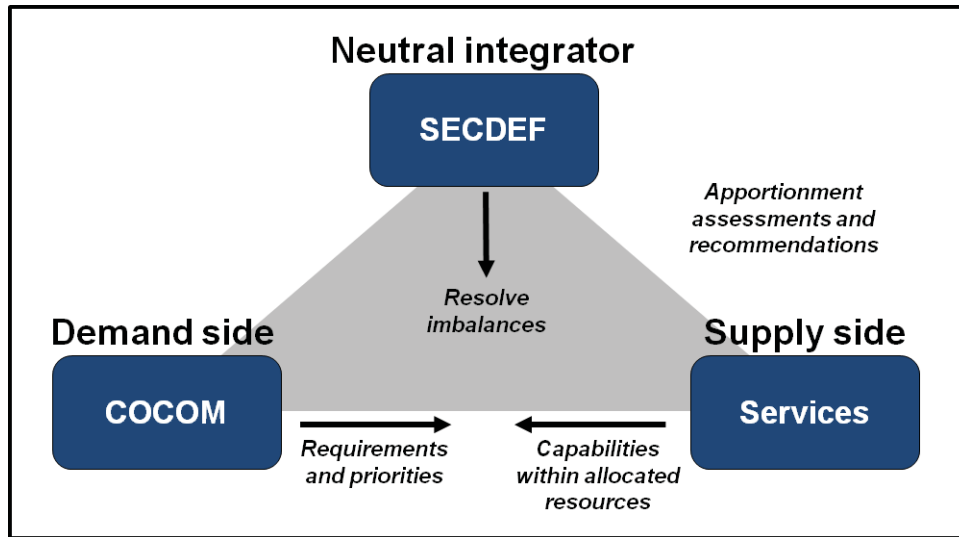 Neutral integrator
SECDEF
Apportionment
assessments and
recommendations
Resolve
imbalances
Demand side
COCOM
Supply side
Services
Requirements
and priorities
Capabilities
within allocated
resources